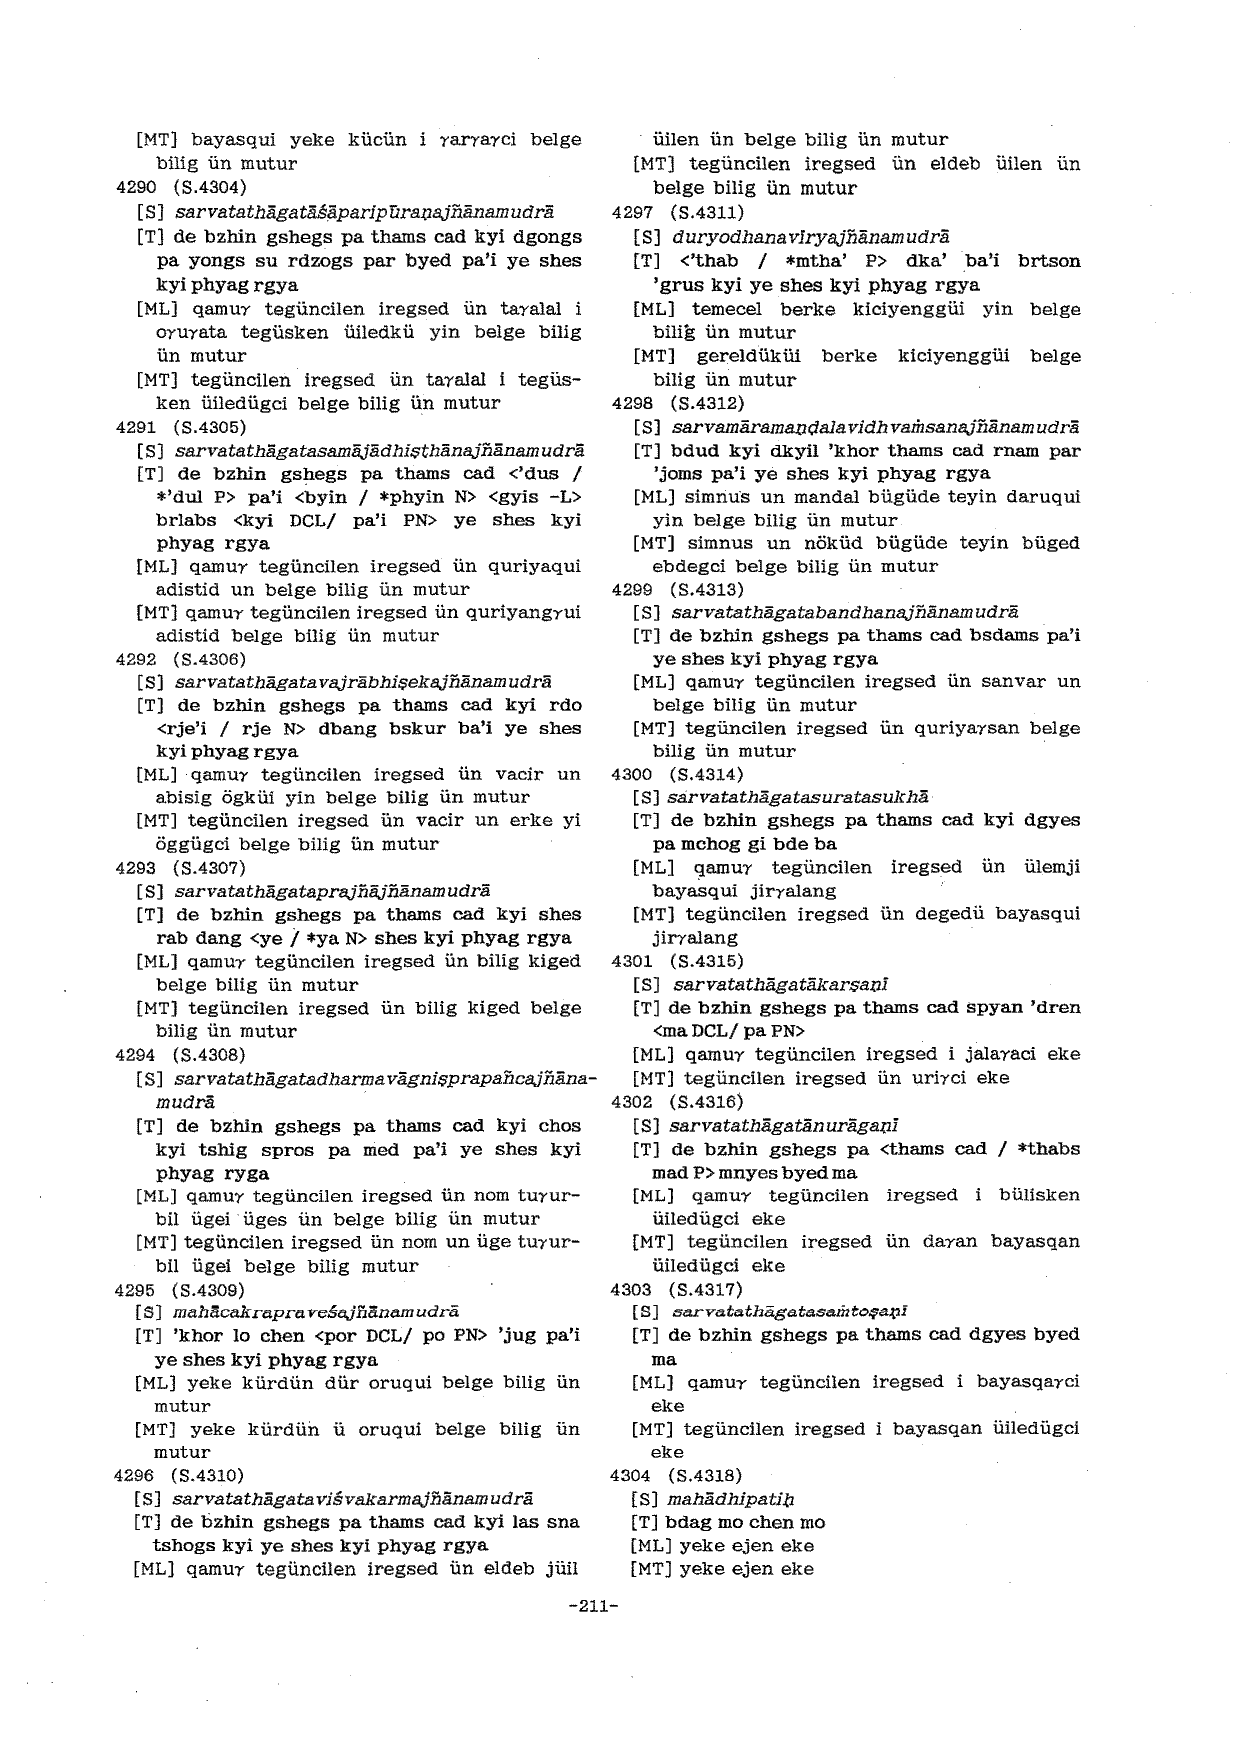 [MT] bayasqui yeke kücün i γarγaγci belge
bilig ün mutur
4290 (S.4304)
[S] sarvatathāgatāśāparipūraṇajñānamudrā
[T] de bzhin gshegs pa thams cad kyi dgongs
pa yongs su rdzogs par byed pa'i ye shes
kyi phyag rgya
[ML] qamuγ tegüncilen iregsed ün taγalal i
oγuγata tegüsken üiledkü yin belge bilig
ün mutur
[MT] tegüncilen iregsed ün taγalal i tegüs-
ken üiledügci belge bilig ün mutur
4291 (S.4305)
[S] sarvatathāgatasamājādhiṣthānajñānamudrā
[T] de bzhin gshegs pa thams cad <'dus /
*'dul P> pa'i <byin / *phyin N> <gyis -L>
brlabs <kyi DCL/ pa'i PN> ye shes kyi
phyag rgya
[ML] qamuγ tegüncilen iregsed ün quriyaqui
adistid un belge bilig ün mutur
[MT] qamuγ tegüncilen iregsed ün quriyangγui
adistid belge bilig ün mutur
4292 (S.4306)
[S] sarvatathāgatavajrābhiṣekajñānamudrā
[T] de bzhin gshegs pa thams cad kyi rdo
<rje'i / rje N> dbang bskur ba'i ye shes
kyi phyag rgya
[ML] qamuγ tegüncilen iregsed ün vacir un
abisig ögküi yin belge bilig ün mutur
[MT] tegüncilen iregsed ün vacir un erke yi
öggügci belge bilig ün mutur
4293 (S.4307)
[S] sarvatathāgataprajñājñānamudrā
[T] de bzhin gshegs pa thams cad kyi shes
rab dang <ye / *ya N> shes kyi phyag rgya
[ML] qamuγ tegüncilen iregsed ün bilig kiged
belge bilig ün mutur
[MT] tegüncilen iregsed ün bilig kiged belge
bilig ün mutur
4294 (S.4308)
[S] sarvatathāgatadharmavāgniṣprapañcajñāna-
mudrā
[T] de bzhin gshegs pa thams cad kyi chos
kyi tshig spros pa med pa'i ye shes kyi
phyag ryga
[ML] qamuγ tegüncilen iregsed ün nom tuγur-
bil ügei üges ün belge bilig ün mutur
[MT] tegüncilen iregsed ün nom un üge tuγur-
bil ügei belge bilig mutur
4295 (S.4309)
[S] mahācakrapraveśajñānamudrā
[T] 'khor lo chen <por DCL/ po PN> 'jug pa'i
ye shes kyi phyag rgya
[ML] yeke kürdün dür oruqui belge bilig ün
mutur
[MT] yeke kürdün ü oruqui belge bilig ün
mutur
4296 (S.4310)
[S] sarvatathāgataviśvakarmajñānamudrā
[T] de bzhin gshegs pa thams cad kyi las sna
tshogs kyi ye shes kyi phyag rgya
[ML] qamuγ tegüncilen iregsed ün eldeb jüil
üilen ün belge bilig ün mutur
[MT] tegüncilen iregsed ün eldeb üilen ün
belge bilig ün mutur
4297 (S.4311)
[S] duryodhanavīryajñānamudrā
[T] <'thab / *mtha' P> dka' ba'i brtson
'grus kyi ye shes kyi phyag rgya
[ML] temecel berke kiciyenggüi yin belge
bilig ün mutur
[MT] gereldüküi berke kiciyenggüi belge
bilig ün mutur
4298 (S.4312)
[S] sarvamāramaṇḍalavidhvaṁsanajñānamudrā
[T] bdud kyi dkyil 'khor thams cad rnam par
'joms pa'i ye shes kyi phyag rgya
[ML] simnus un mandal bügüde teyin daruqui
yin belge bilig ün mutur
[MT] simnus un nöküd bügüde teyin büged
ebdegci belge bilig ün mutur
4299 (S.4313)
[S] sarvatathāgatabandhanajñānamudrā
[T] de bzhin gshegs pa thams cad bsdams pa'i
ye shes kyi phyag rgya
[ML] qamuγ tegüncilen iregsed ün sanvar un
belge bilig ün mutur
[MT] tegüncilen iregsed ün quriyaγsan belge
bilig ün mutur
4300 (S.4314)
[S] sarvatathāgatasuratasukhā
[T] de bzhin gshegs pa thams cad kyi dgyes
pa mchog gi bde ba
[ML] qamuγ tegüncilen iregsed ün ülemji
bayasqui jirγalang
[MT] tegüncilen iregsed ün degedü bayasqui
jirγalang
4301 (S.4315)
[S] sarvatathāgatākarṣaṇī
[T] de bzhin gshegs pa thams cad spyan 'dren
<ma DCL/ pa PN>
[ML] qamuγ tegüncilen iregsed i jalaγaci eke
[MT] tegüncilen iregsed ün uriγci eke
4302 (S.4316)
[S] sarvatathāgatānurāgaṇī
[T] de bzhin gshegs pa <thams cad / *thabs
mad P> mnyes byed ma
[ML] qamuγ tegüncilen iregsed i bülisken
üiledügci eke
[MT] tegüncilen iregsed ün daγan bayasqan
üiledügci eke
4303 (S.4317)
[S] sarvatathāgatasaṁtoṣaṇī
[T] de bzhin gshegs pa thams cad dgyes byed
ma
[ML] qamuγ tegüncilen iregsed i bayasqaγci
eke
[MT] tegüncilen iregsed i bayasqan üiledügci
eke
4304 (S.4318)
[S] mahādhipatiḥ
[T] bdag mo chen mo
[ML] yeke ejen eke
[MT] yeke ejen eke
-211-